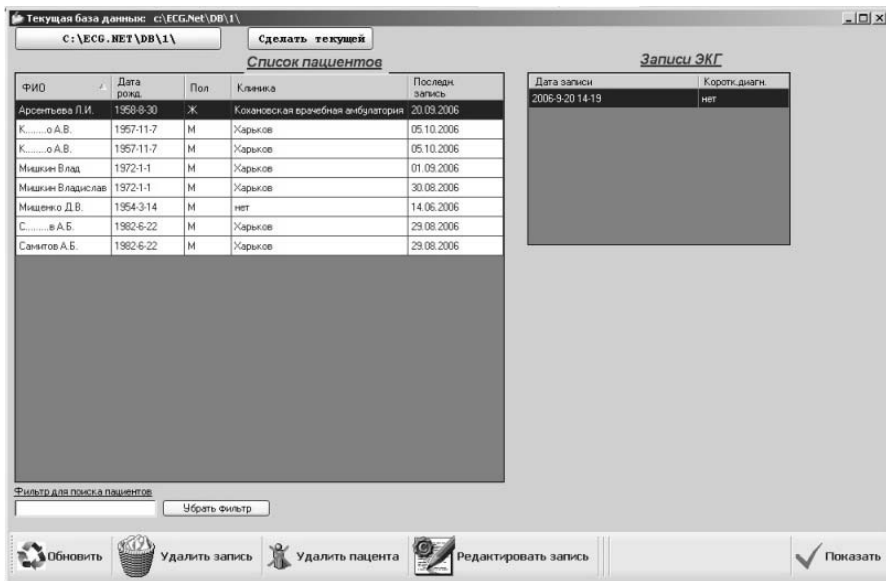 Текущая база данных: c:\ECG.Net\DB\1\
C:\ECG.NET\DB\1\ Сделать текущей
Список пациентов
Записи ЭКГ
ФИО Дата рожд. Пол Клиника Последн. запись
Арсентьева Л.И. 1958-8-30 Ж Кохановская врачебная амбулатория 20.09.2006
К.........о А.В. 1957-11-7 М Харьков 05.10.2006
К.........о А.В. 1957-11-7 М Харьков 05.10.2006
Мишкин Влад 1972-1-1 М Харьков 01.09.2006
Мишкин Владислав 1972-1-1 М Харьков 30.08.2006
Мищенко Д.В. 1954-3-14 М нет 14.06.2006
С.........в А.Б. 1982-6-22 М Харьков 29.08.2006
Самитов А.Б. 1982-6-22 М Харьков 29.08.2006
Дата записи Коротк.диагн.
2006-9-20 14-19 нет
Фильтр для поиска пациентов
Убрать фильтр
Обновить Удалить запись Удалить пацента Редактировать запись Показать